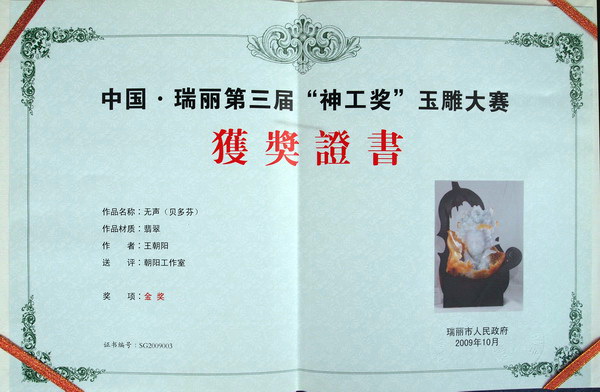 中国·瑞丽第三届“神工奖”玉雕大赛
獲獎證書
作品名称：无声（贝多芬）
作品材质：翡翠
作　　者：王朝阳
送　　评：朝阳工作室
奖　　项：金奖
证书编号：SG2009003
瑞丽市人民政府
2009年10月